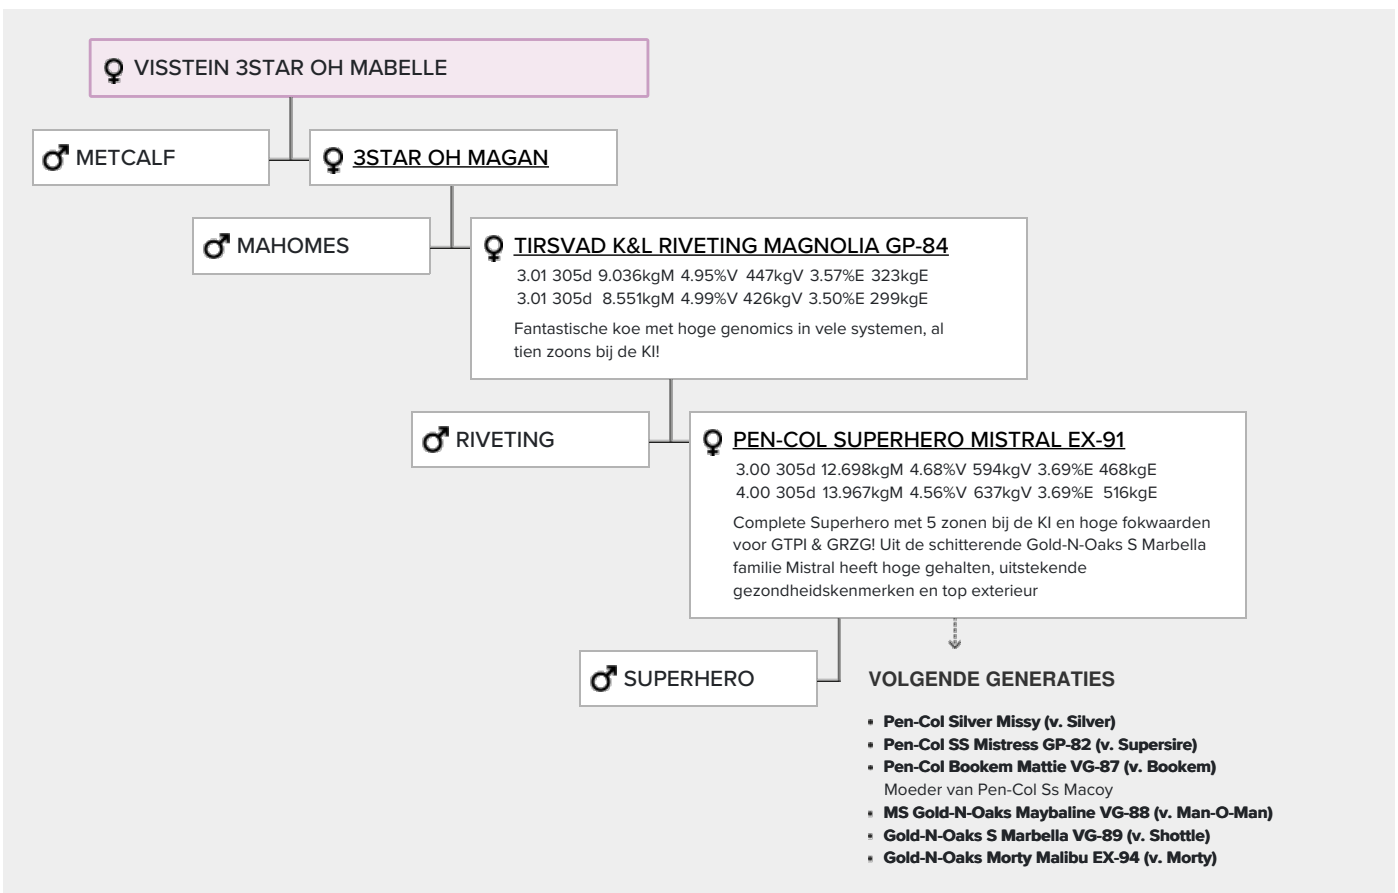 VISSTEIN 3STAR OH MABELLE
METCALF
3STAR OH MAGAN
MAHOMES
TIRSVAD K&L RIVETING MAGNOLIA GP-84
3.01 305d 9.036kgM 4.95%V 447kgV 3.57%E 323kgE
3.01 305d 8.551kgM 4.99%V 426kgV 3.50%E 299kgE
Fantastische koe met hoge genomics in vele systemen, al
tien zoons bij de KI!
RIVETING
PEN-COL SUPERHERO MISTRAL EX-91
3.00 305d 12.698kgM 4.68%V 594kgV 3.69%E 468kgE
4.00 305d 13.967kgM 4.56%V 637kgV 3.69%E 516kgE
Complete Superhero met 5 zonen bij de KI en hoge fokwaarden
voor GTPI & GRZG! Uit de schitterende Gold-N-Oaks S Marbella
familie Mistral heeft hoge gehalten, uitstekende
gezondheidskenmerken en top exterieur
SUPERHERO
VOLGENDE GENERATIES
Pen-Col Silver Missy (v. Silver)
Pen-Col SS Mistress GP-82 (v. Supersire)
Pen-Col Bookem Mattie VG-87 (v. Bookem)
Moeder van Pen-Col Ss Macoy
MS Gold-N-Oaks Maybaline VG-88 (v. Man-O-Man)
Gold-N-Oaks S Marbella VG-89 (v. Shottle)
Gold-N-Oaks Morty Malibu EX-94 (v. Morty)